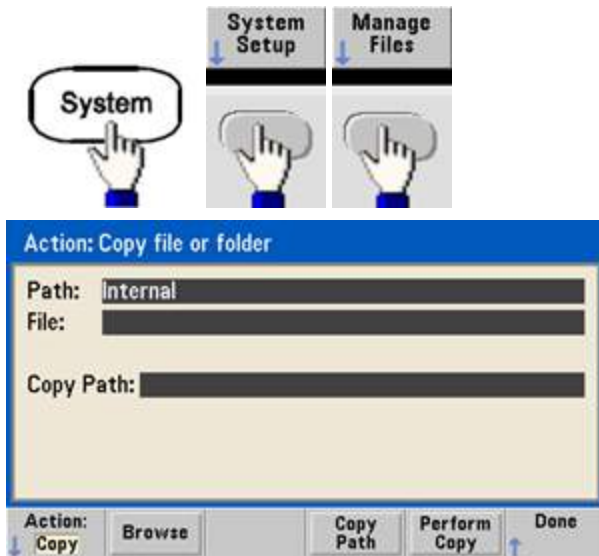 System
System Setup
Manage Files
Action: Copy file or folder
Path: Internal
File:
Copy Path:
Action: Copy
Browse
Copy Path
Perform Copy
Done